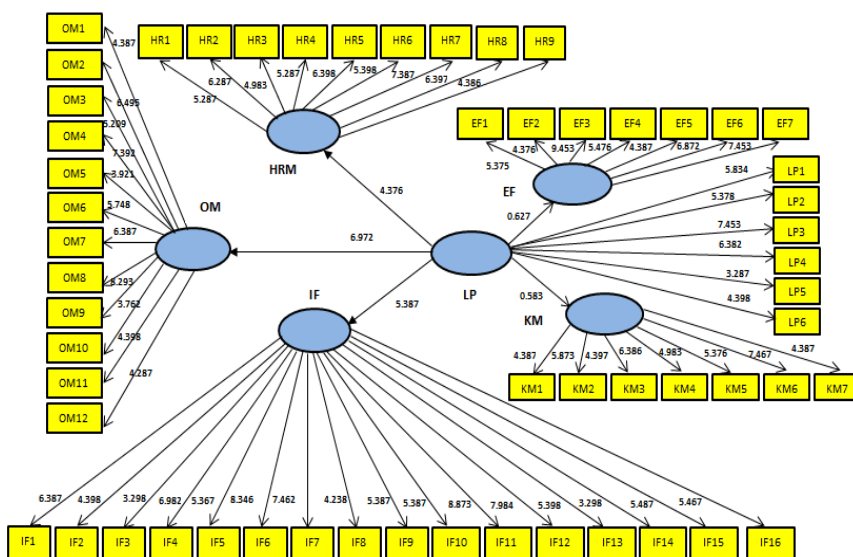 OM1
OM2
OM3
OM4
OM5
OM6
OM7
OM8
OM9
OM10
OM11
OM12
4.387
6.495
5.209
7.392
3.921
5.748
6.387
6.293
3.762
4.398
4.287
OM
HR1 HR2 HR3 HR4 HR5 HR6 HR7 HR8 HR9
5.287 6.287 4.983 5.287 6.398 5.398 7.387 6.397 4.386
HRM
EF1 EF2 EF3 EF4 EF5 EF6 EF7
5.375 4.376 9.453 5.476 4.387 6.872 7.453
EF
4.376
0.627
6.972
5.387
0.583
LP
LP1
LP2
LP3
LP4
LP5
LP6
5.834
5.378
7.453
6.382
3.287
4.398
KM
4.387 5.873 4.397 6.386 4.983 5.376 7.467 4.387
KM1 KM2 KM3 KM4 KM5 KM6 KM7
IF
6.387 4.398 3.298 6.982 5.367 8.346 7.462 4.238 5.387 5.387 8.873 7.984 5.398 3.298 5.487 5.467
IF1 IF2 IF3 IF4 IF5 IF6 IF7 IF8 IF9 IF10 IF11 IF12 IF13 IF14 IF15 IF16